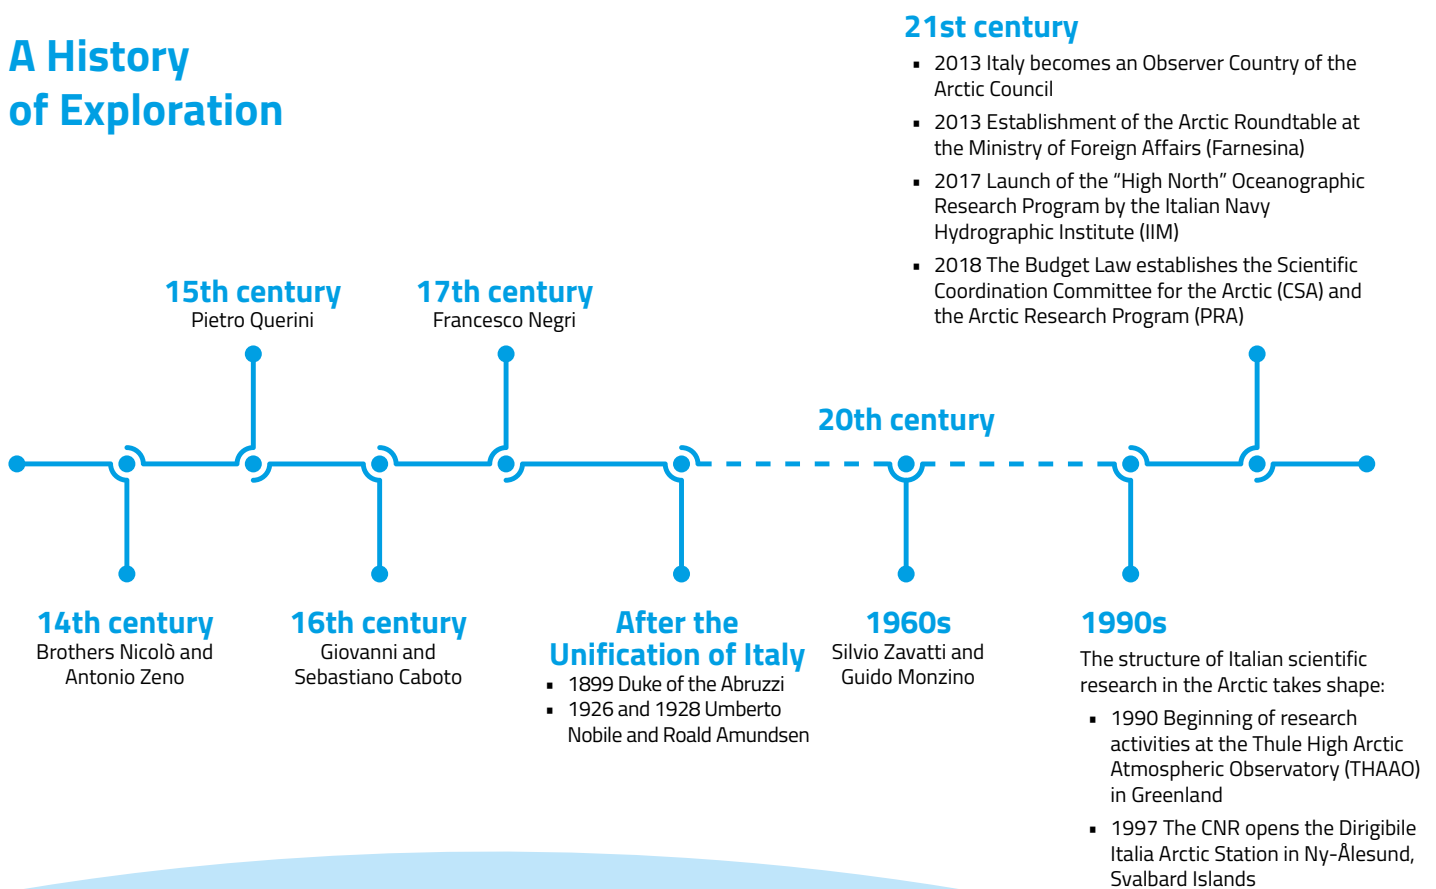 A History
of Exploration
21st century
▪ 2013 Italy becomes an Observer Country of the
Arctic Council
▪ 2013 Establishment of the Arctic Roundtable at
the Ministry of Foreign Affairs (Farnesina)
▪ 2017 Launch of the “High North” Oceanographic
Research Program by the Italian Navy
Hydrographic Institute (IIM)
▪ 2018 The Budget Law establishes the Scientific
Coordination Committee for the Arctic (CSA) and
the Arctic Research Program (PRA)
15th century
Pietro Querini
17th century
Francesco Negri
20th century
14th century
Brothers Nicolò and
Antonio Zeno
16th century
Giovanni and
Sebastiano Caboto
After the
Unification of Italy
▪ 1899 Duke of the Abruzzi
▪ 1926 and 1928 Umberto
Nobile and Roald Amundsen
1960s
Silvio Zavatti and
Guido Monzino
1990s
The structure of Italian scientific
research in the Arctic takes shape:
▪ 1990 Beginning of research
activities at the Thule High Arctic
Atmospheric Observatory (THAAO)
in Greenland
▪ 1997 The CNR opens the Dirigibile
Italia Arctic Station in Ny-Ålesund,
Svalbard Islands